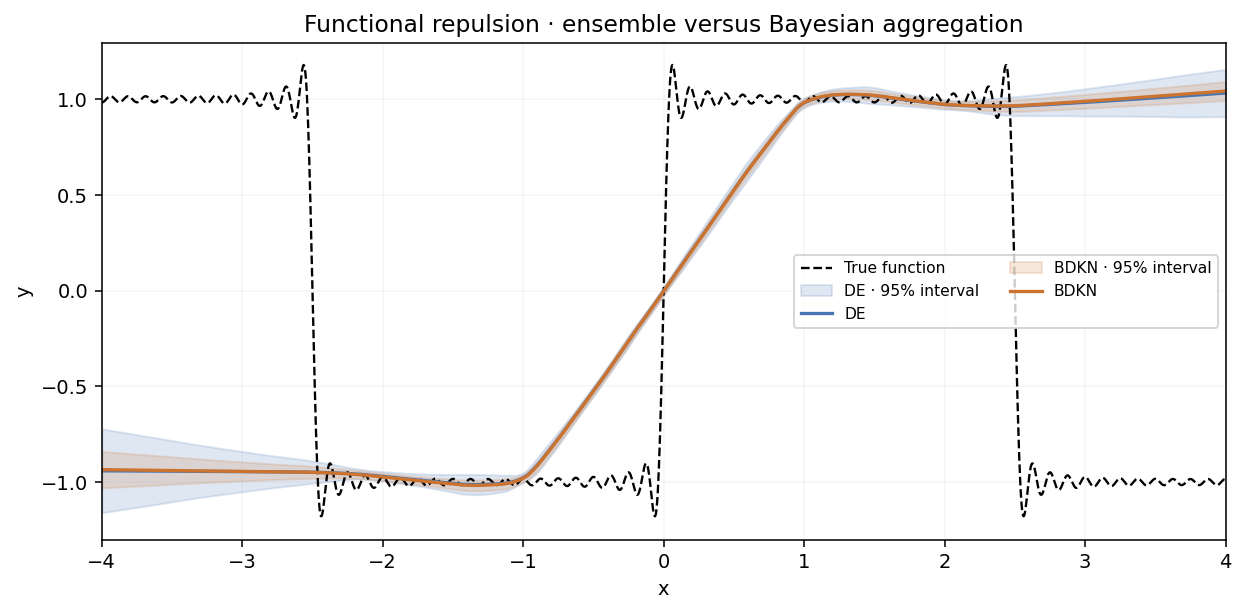 Functional repulsion · ensemble versus Bayesian aggregation
y
1.0
0.5
0.0
−0.5
−1.0
True function
DE · 95% interval
DE
BDKN · 95% interval
BDKN
−4 −3 −2 −1 0 1 2 3 4
x